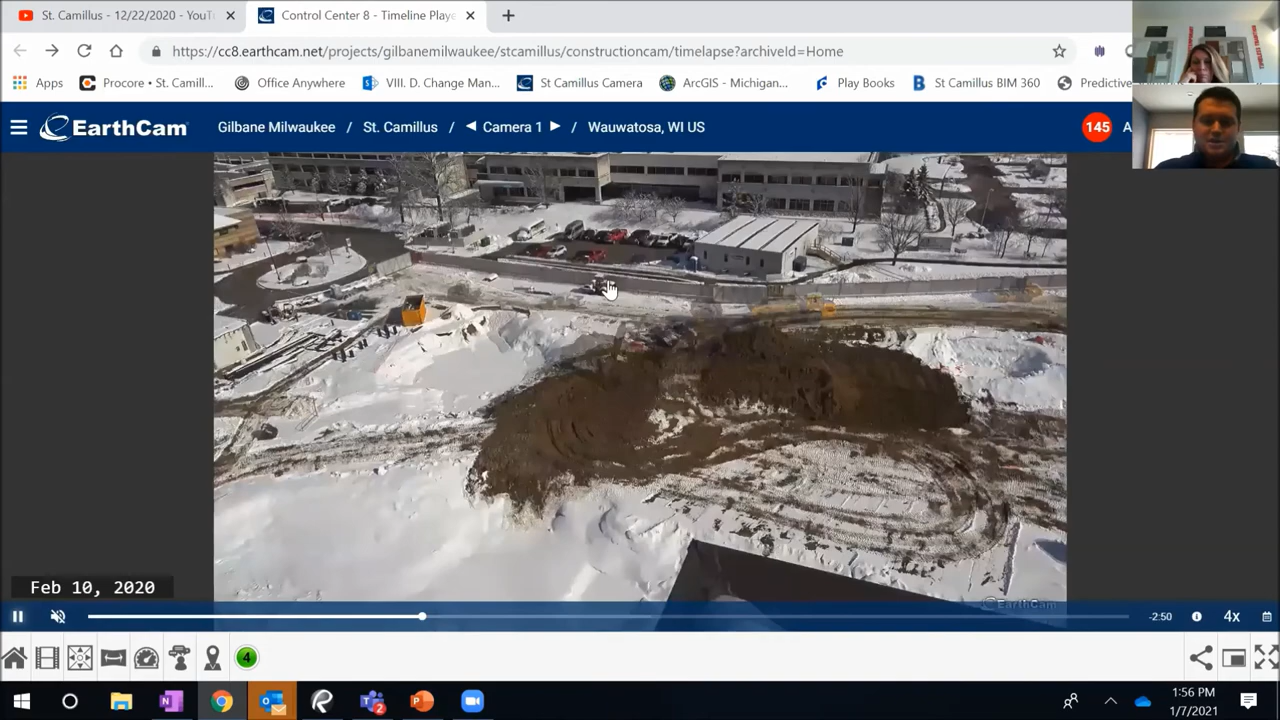 St. Camillus - 12/22/2020 - YouTu
Control Center 8 - Timeline Playe
https://cc8.earthcam.net/projects/gilbanemilwaukee/stcamillus/constructioncam/timelapse?archiveId=Home
Apps
Procore • St. Camill...
Office Anywhere
VIII. D. Change Man...
St Camillus Camera
ArcGIS - Michigan...
Play Books
St Camillus BIM 360
Predictive
EarthCam
Gilbane Milwaukee / St. Camillus / Camera 1 / Wauwatosa, WI US
145
A
Feb 10, 2020
EarthCam
-2:50
4x
4
2
1:56 PM
1/7/2021